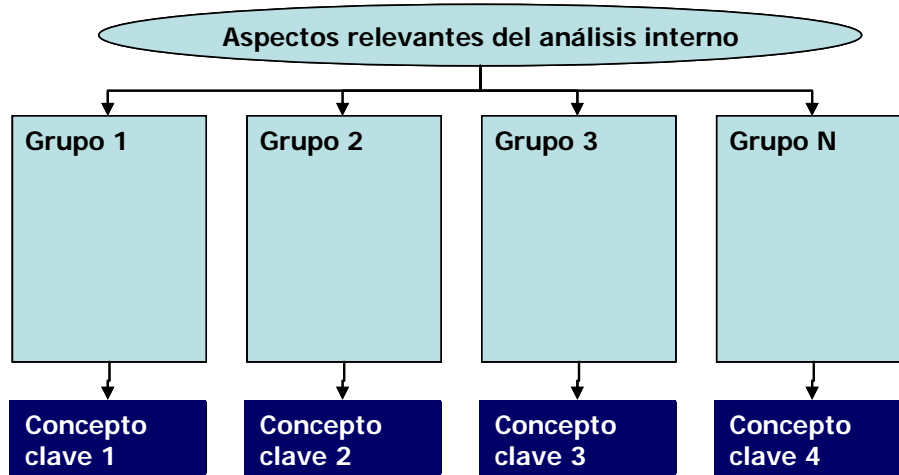 Aspectos relevantes del análisis interno
Grupo 1
Grupo 2
Grupo 3
Grupo N
Concepto
clave 1
Concepto
clave 2
Concepto
clave 3
Concepto
clave 4